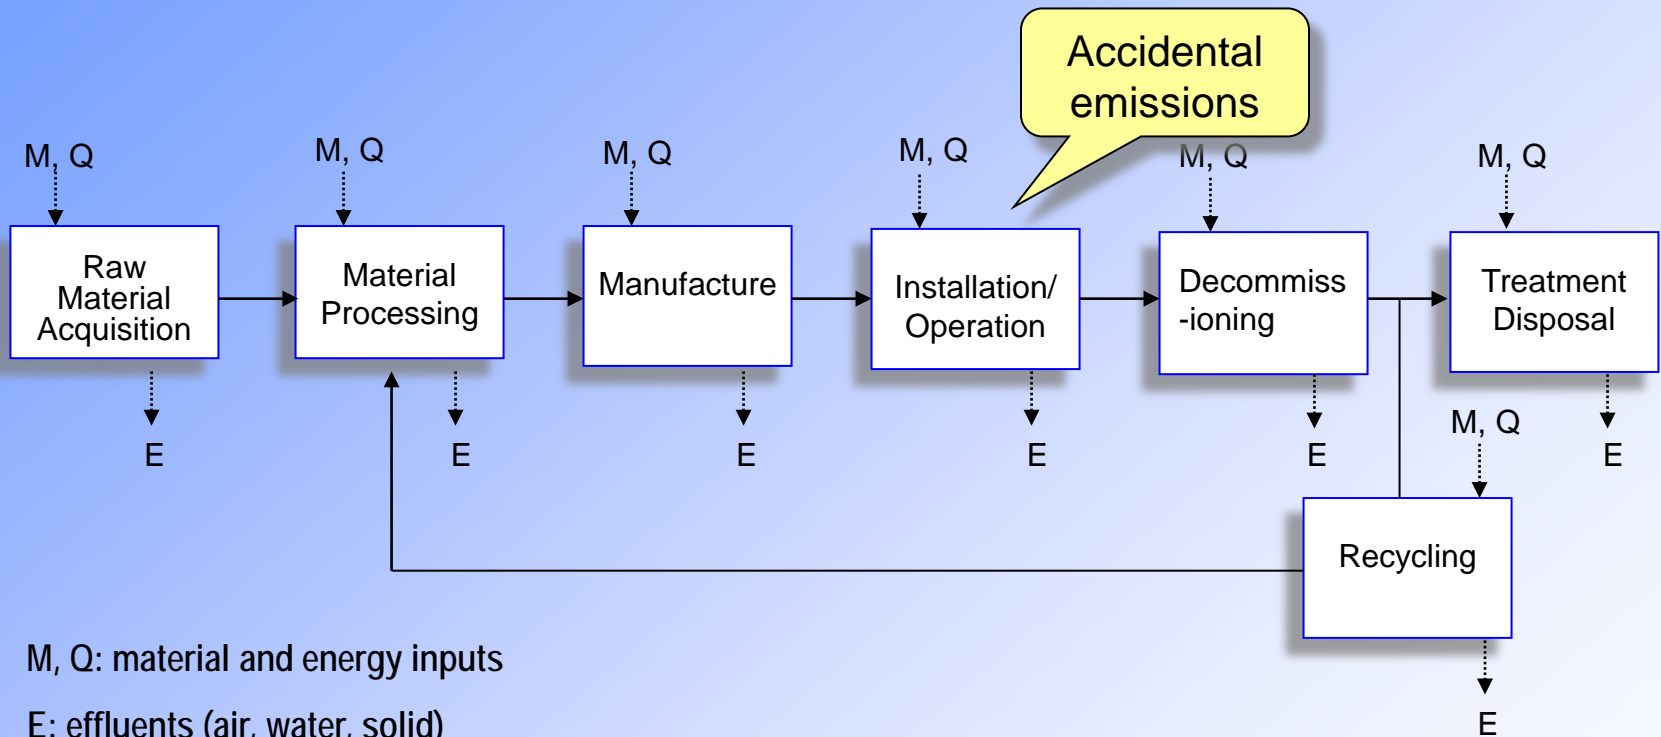 Accidental
emissions
M, Q
M, Q
M, Q
M, Q
M, Q
M, Q
Raw
Material
Acquisition
Material
Processing
Manufacture
Installation/
Operation
Decommiss
-ioning
Treatment
Disposal
E
E
E
E
E
E
M, Q
Recycling
E
M, Q: material and energy inputs
E: effluents (air, water, solid)